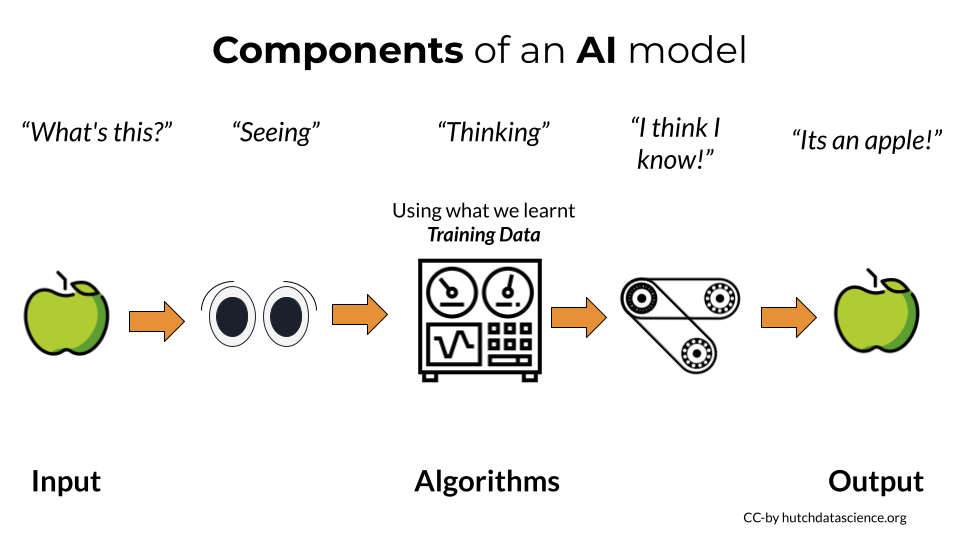 Components of an AI model
“What's this?”
“Seeing”
“Thinking”
“I think I
know!”
“Its an apple!”
Using what we learnt
Training Data
Input
Algorithms
Output
CC-by hutchdatascience.org